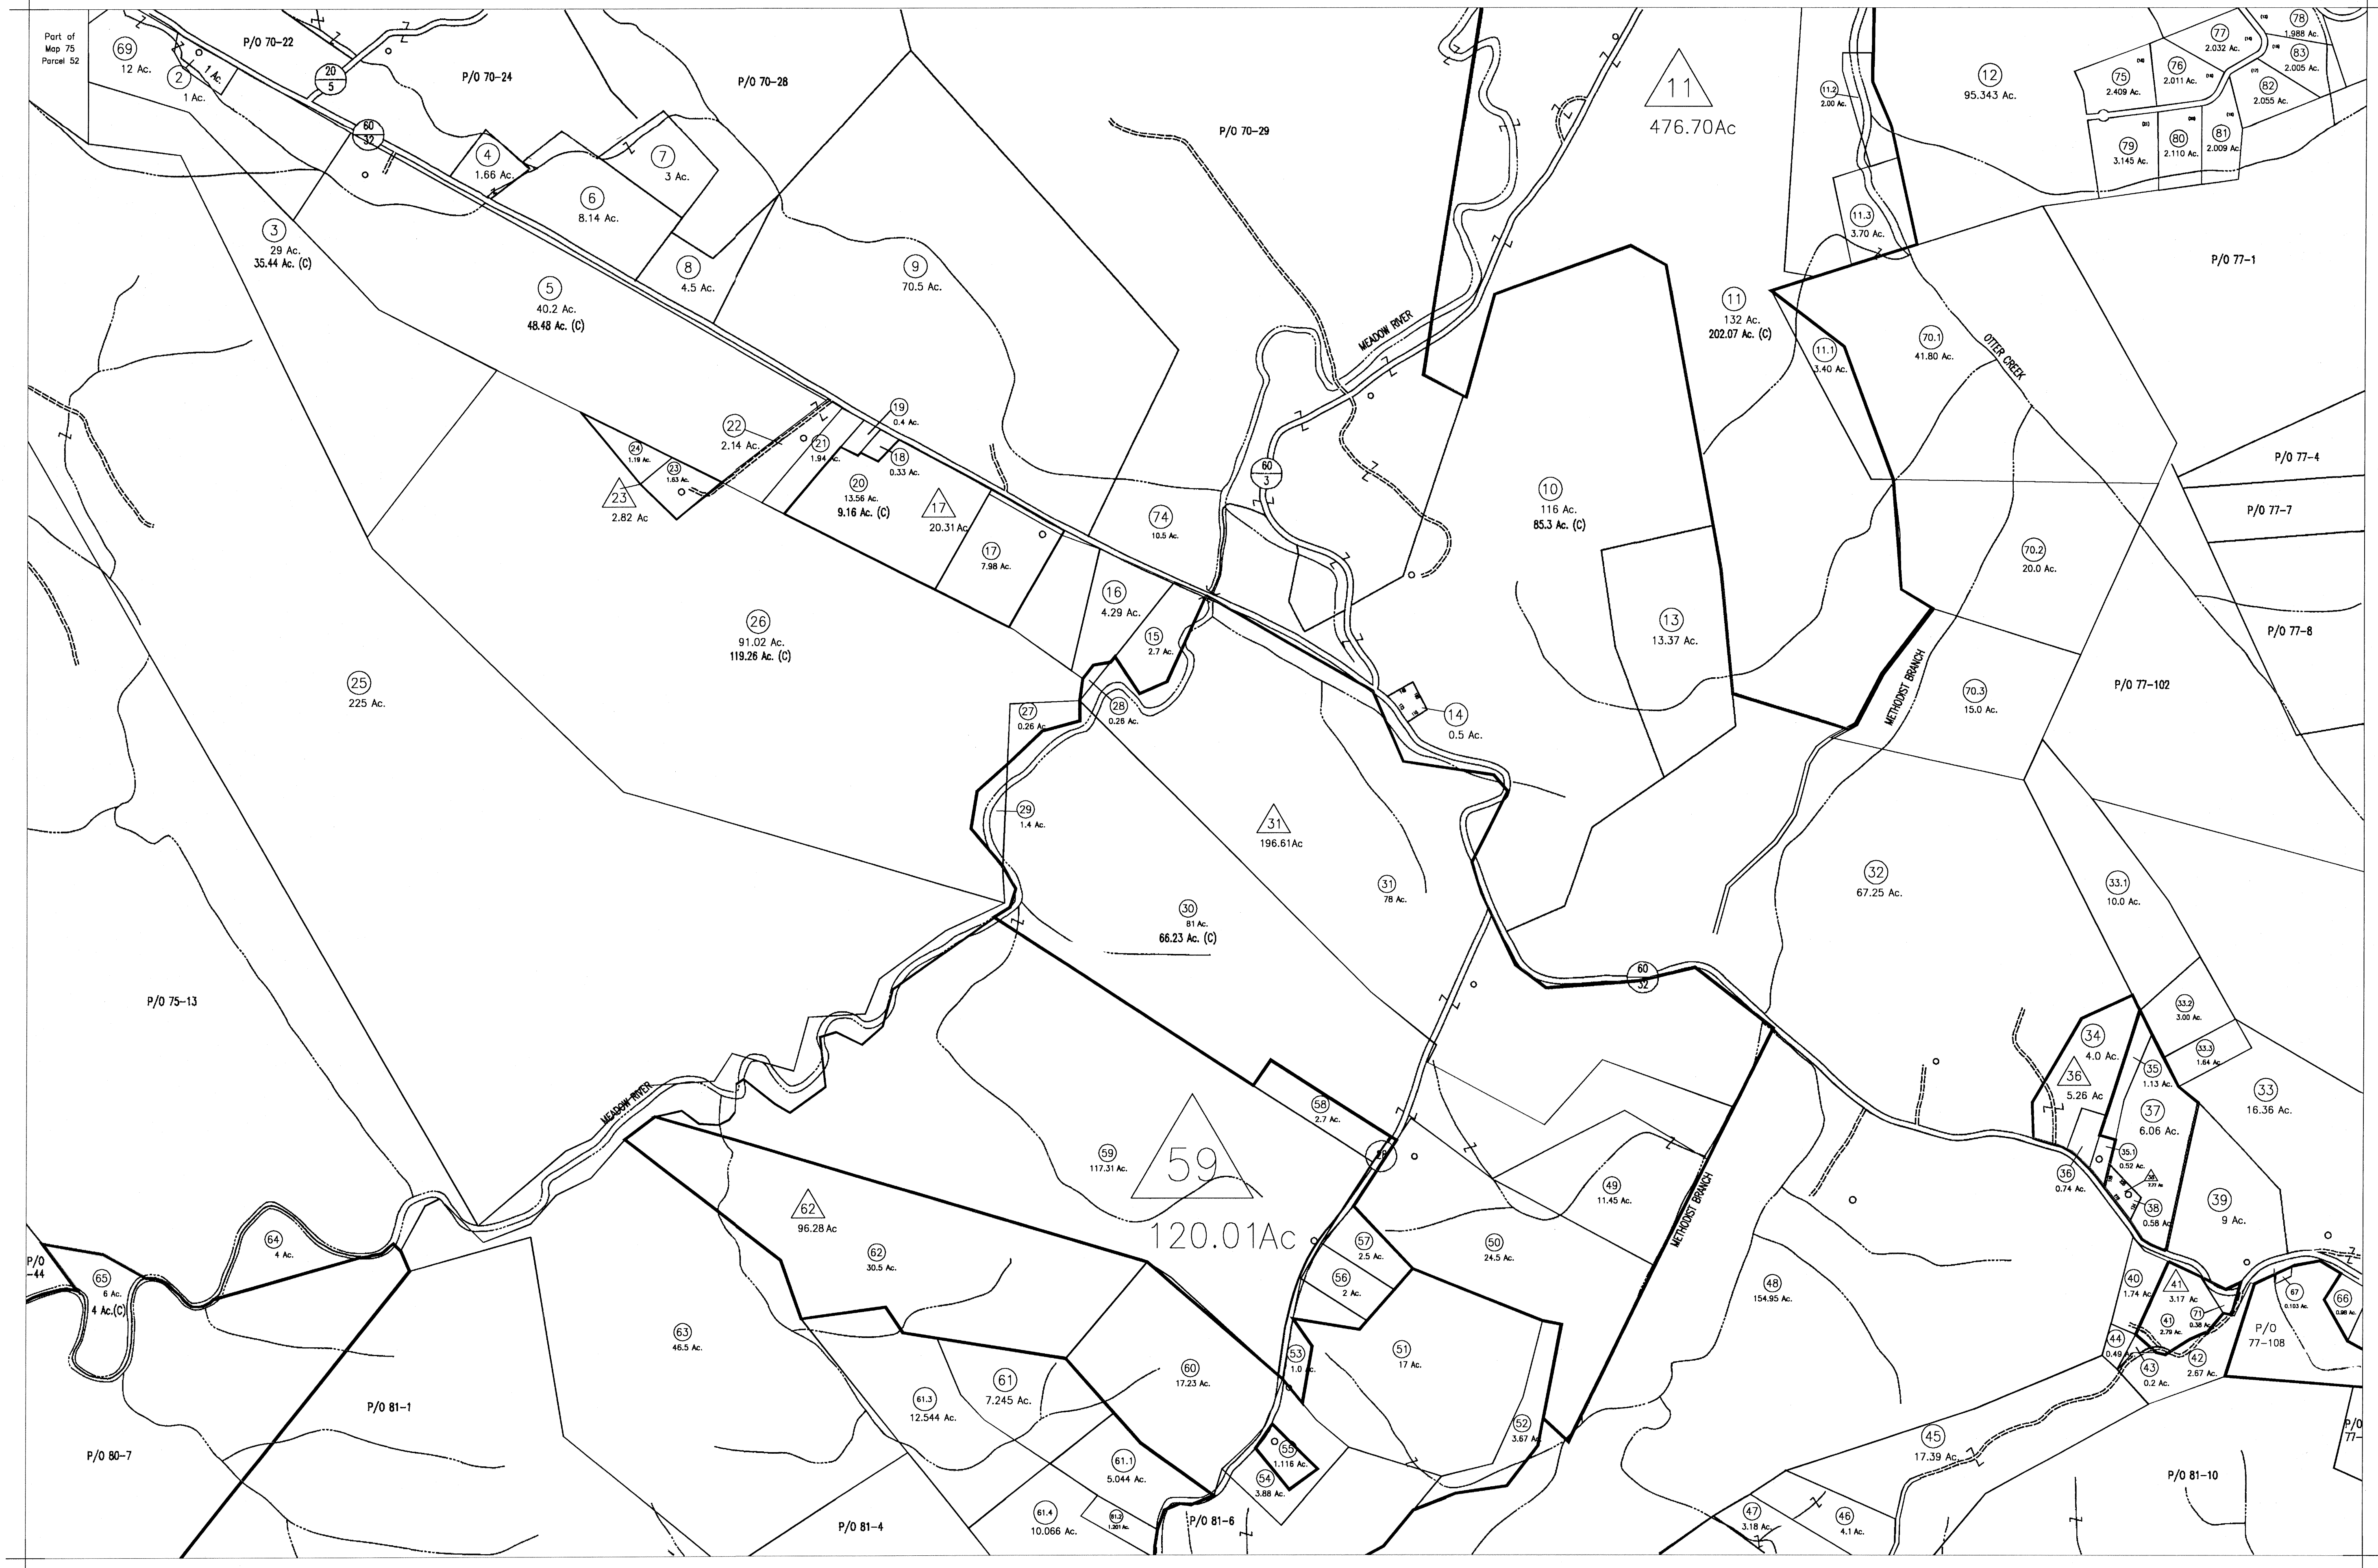 Part of
Map 75
Parcel 52
69
12 Ac.
2
1 Ac.
1 Ac.
P/O 70-22
20
5
P/O 70-24
P/O 70-28
P/O 70-29
11
476.70Ac
11.2
2.00 Ac.
12
95.343 Ac.
75
2.409 Ac.
76
2.011 Ac.
77
2.032 Ac.
78
1.988 Ac.
83
2.005 Ac.
82
2.055 Ac.
79
3.145 Ac.
80
2.110 Ac.
81
2.009 Ac.
60
32
4
1.66 Ac.
7
3 Ac.
6
8.14 Ac.
3
29 Ac.
35.44 Ac. (C)
8
4.5 Ac.
9
70.5 Ac.
5
40.2 Ac.
48.48 Ac. (C)
11.3
3.70 Ac.
P/O 77-1
MEADOW RIVER
11
132 Ac.
202.07 Ac. (C)
11.1
3.40 Ac.
70.1
41.80 Ac.
OTTER CREEK
22
2.14 Ac.
24
1.19 Ac.
23
1.63 Ac.
23
2.82 Ac
21
1.94 Ac.
19
0.4 Ac.
18
0.33 Ac.
20
13.56 Ac.
9.16 Ac. (C)
17
20.31Ac
17
7.98 Ac.
74
10.5 Ac.
60
3
10
116 Ac.
85.3 Ac. (C)
P/O 77-4
P/O 77-7
70.2
20.0 Ac.
16
4.29 Ac.
15
2.7 Ac.
13
13.37 Ac.
P/O 77-8
26
91.02 Ac.
119.26 Ac. (C)
25
225 Ac.
METHODIST BRANCH
70.3
15.0 Ac.
P/O 77-102
27
0.26 Ac.
28
0.26 Ac.
14
0.5 Ac.
29
1.4 Ac.
31
196.61Ac
31
78 Ac.
30
81 Ac.
66.23 Ac. (C)
32
67.25 Ac.
33.1
10.0 Ac.
60
32
P/O 75-13
33.2
3.00 Ac.
33.3
1.64 Ac.
33
16.36 Ac.
34
4.0 Ac.
36
5.26 Ac
35
1.13 Ac.
37
6.06 Ac.
35.1
0.52 Ac.
36
0.74 Ac.
38
0.58 Ac.
39
9 Ac.
MEADOW RIVER
58
2.7 Ac.
59
117.31 Ac.
59
120.01Ac
49
11.45 Ac.
METHODIST BRANCH
62
96.28 Ac
62
30.5 Ac.
57
2.5 Ac.
56
2 Ac.
50
24.5 Ac.
48
154.95 Ac.
64
4 Ac.
P/O
-44
65
6 Ac.
4 Ac.(C)
40
1.74 Ac.
41
3.17 Ac
41
2.79 Ac.
71
0.38 Ac.
67
0.103 Ac.
66
0.98 Ac.
P/O
77-108
44
0.49 Ac.
43
0.2 Ac.
42
2.67 Ac.
63
46.5 Ac.
53
1.0 Ac.
51
17 Ac.
60
17.23 Ac.
61
7.245 Ac.
61.3
12.544 Ac.
P/O 81-1
P/O 80-7
52
3.67 Ac.
55
1.116 Ac.
54
3.88 Ac.
61.1
5.044 Ac.
61.4
10.066 Ac.
61.2
1.201 Ac.
P/O 81-4
P/O 81-6
45
17.39 Ac.
47
3.18 Ac.
46
4.1 Ac.
P/O 81-10
P/O
77-